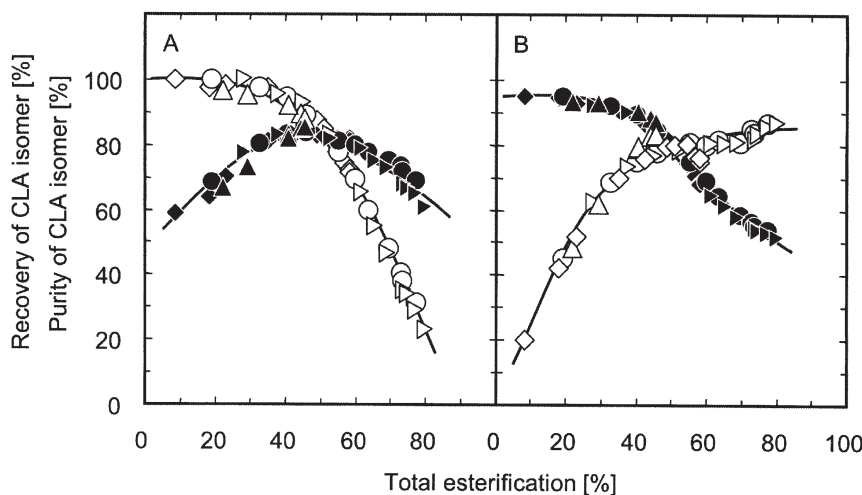 A
B
Recovery of CLA isomer [%]
Purity of CLA isomer [%]
100
80
60
40
20
0
0 20 40 60 80 0 20 40 60 80 100
Total esterification [%]